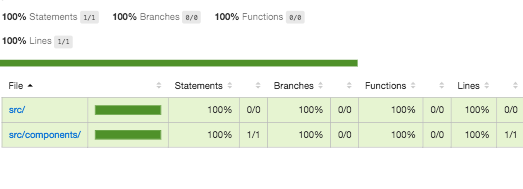 100% Statements 1/1 100% Branches 0/0 100% Functions 0/0
100% Lines 1/1
File Statements Branches Functions Lines
src/ 100% 0/0 100% 0/0 100% 0/0 100% 0/0
src/components/ 100% 1/1 100% 0/0 100% 0/0 100% 1/1